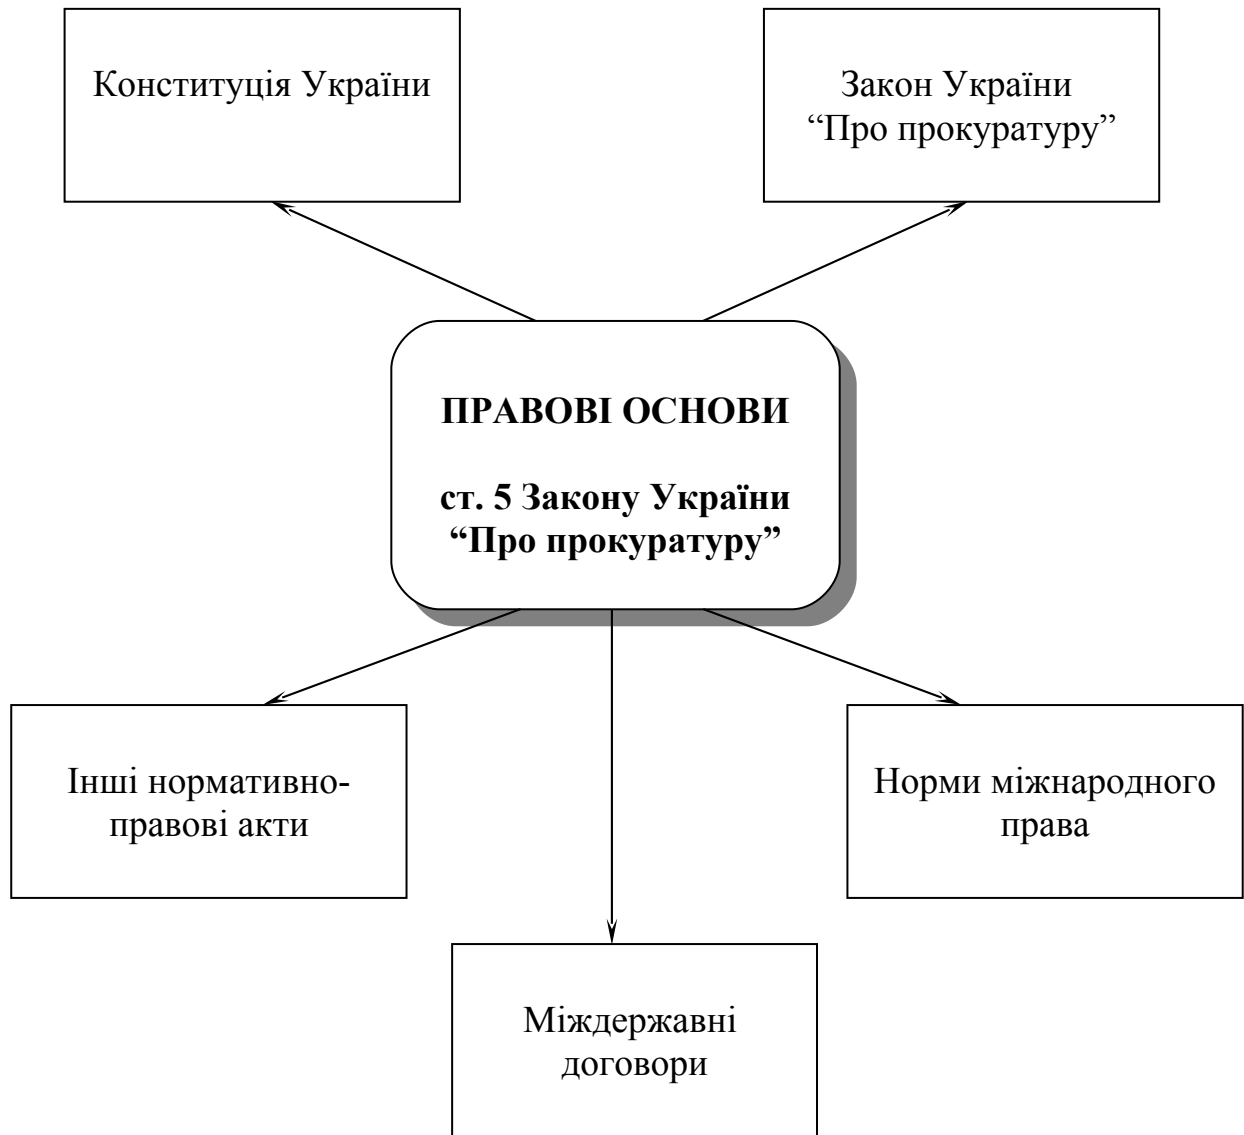 Конституція України
Закон України
“Про прокуратуру”
ПРАВОВІ ОСНОВИ
ст. 5 Закону України
“Про прокуратуру”
Інші нормативно-
правові акти
Норми міжнародного
права
Міждержавні
договори